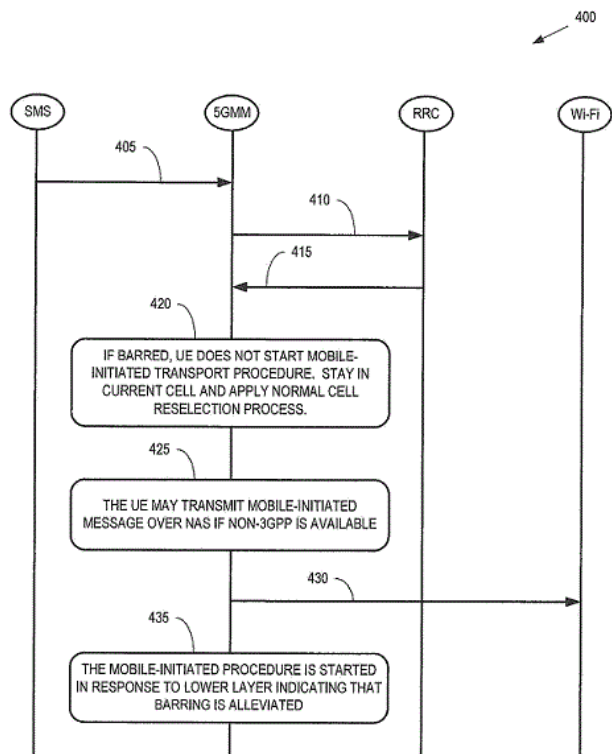 400
SMS
5GMM
RRC
Wi-Fi
405
410
415
420
IF BARRED, UE DOES NOT START MOBILE-
INITIATED TRANSPORT PROCEDURE. STAY IN
CURRENT CELL AND APPLY NORMAL CELL
RESELECTION PROCESS.
425
THE UE MAY TRANSMIT MOBILE-INITIATED
MESSAGE OVER NAS IF NON-3GPP IS AVAILABLE
430
435
THE MOBILE-INITIATED PROCEDURE IS STARTED
IN RESPONSE TO LOWER LAYER INDICATING THAT
BARRING IS ALLEVIATED